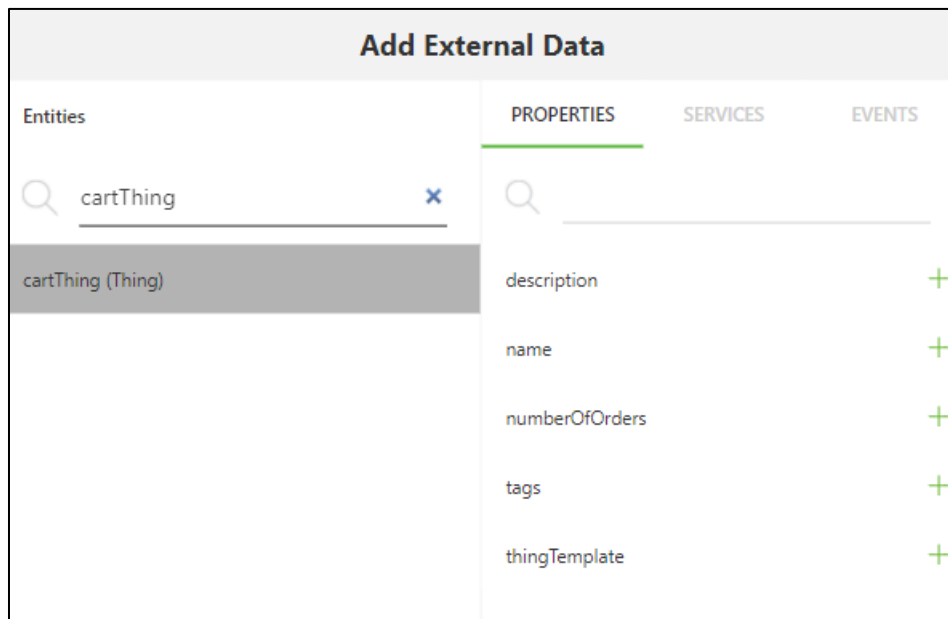 Add External Data
Entities
PROPERTIES SERVICES EVENTS
cartThing
cartThing (Thing)
description
name
numberOfOrders
tags
thingTemplate